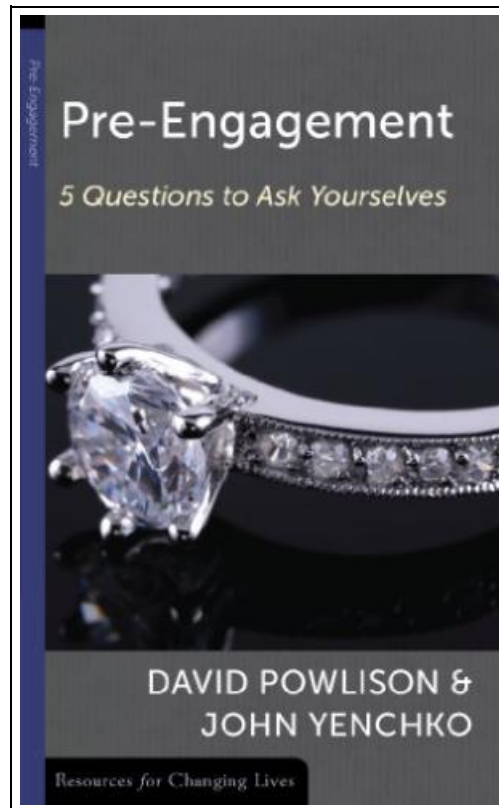 Pre-Engagement
Pre-Engagement
5 Questions to Ask Yourselves
DAVID POWLISON &
JOHN YENCHKO
Resources for Changing Lives